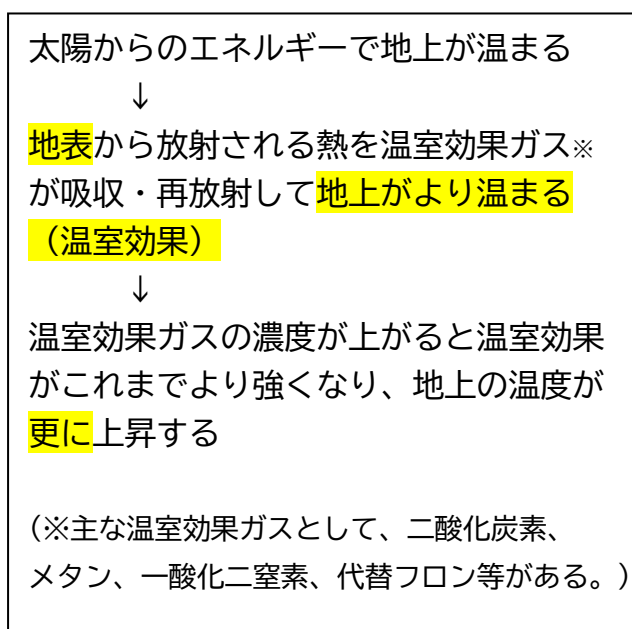 太陽からのエネルギーで地上が温まる
↓
地表から放射される熱を温室効果ガス※
が吸収・再放射して地上がより温まる
（温室効果）
↓
温室効果ガスの濃度が上がると温室効果
がこれまでより強くなり、地上の温度が
更に上昇する
（※主な温室効果ガスとして、二酸化炭素、
メタン、一酸化二窒素、代替フロン等がある。）